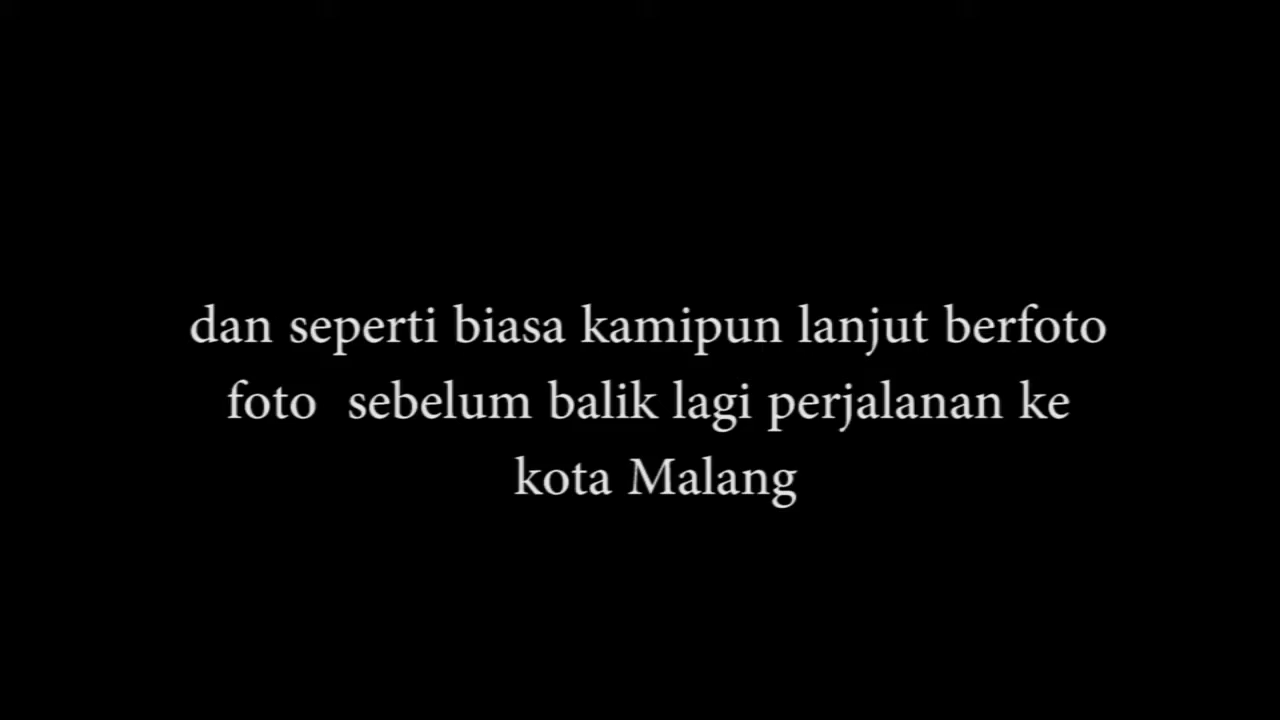 dan seperti biasa kamipun lanjut berfoto
foto  sebelum balik lagi perjalanan ke
kota Malang